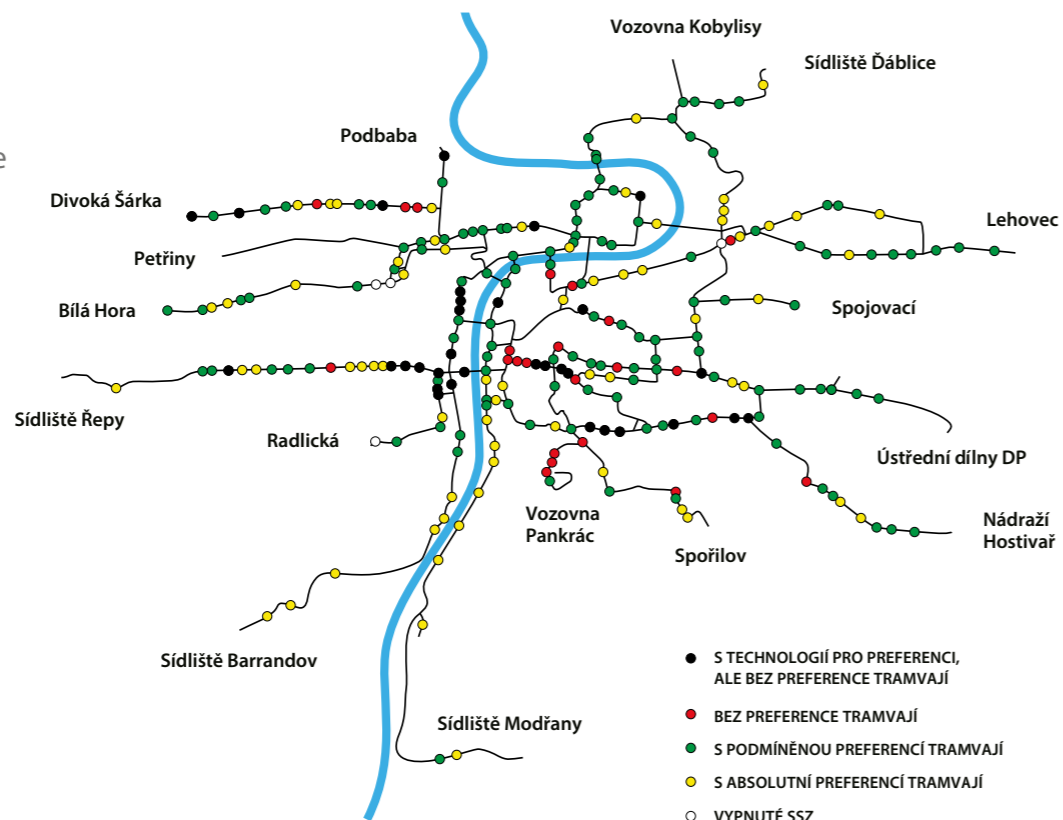 Vozovna Kobylisy
Sídliště Ďáblice
Podbaba
e
Divoká Šárka
Lehovec
Petřiny
Bílá Hora
Spojovací
Sídliště Řepy
Radlická
Ústřední dílny DP
Vozovna
Pankrác
Nádraží
Hostivař
Spořilov
Sídliště Barrandov
S TECHNOLOGIÍ PRO PREFERENCI,
ALE BEZ PREFERENCE TRAMVAJÍ
BEZ PREFERENCE TRAMVAJÍ
Sídliště Modřany
S PODMÍNĚNOU PREFERENCÍ TRAMVAJÍ
S ABSOLUTNÍ PREFERENCÍ TRAMVAJÍ
VYPNUTÉ SSZ